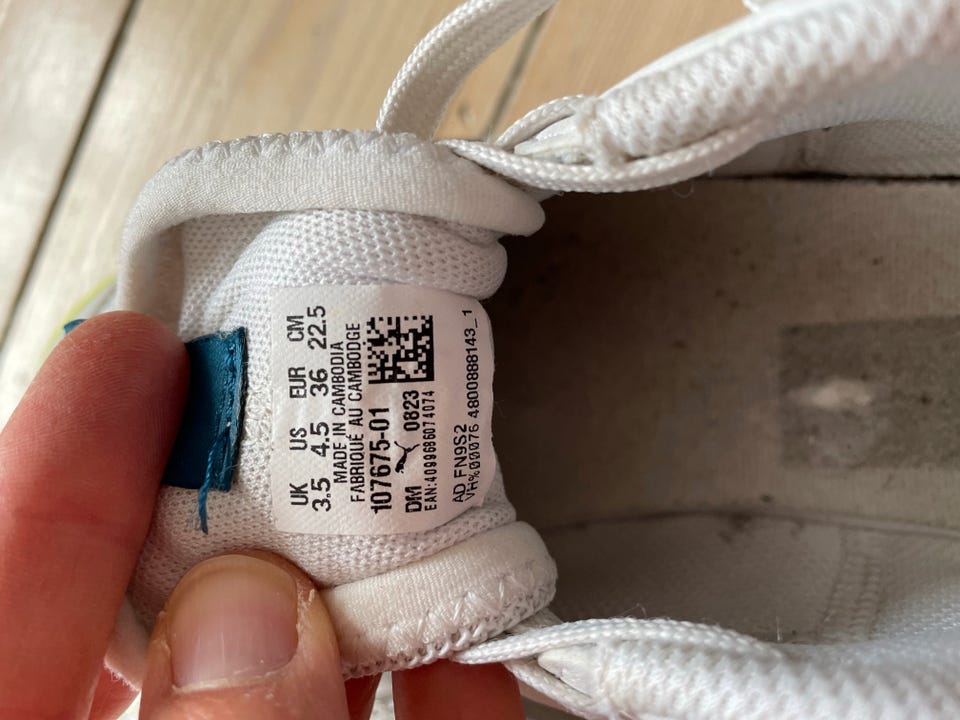 UK US EUR CM
3.5 4.5 36 22.5
MADE IN CAMBODIA
FABRIQUÉ AU CAMBODGE
107675-01
DM 0823
EAN:4099686074074
AD FN9S2
VH%00076 4800888143_1